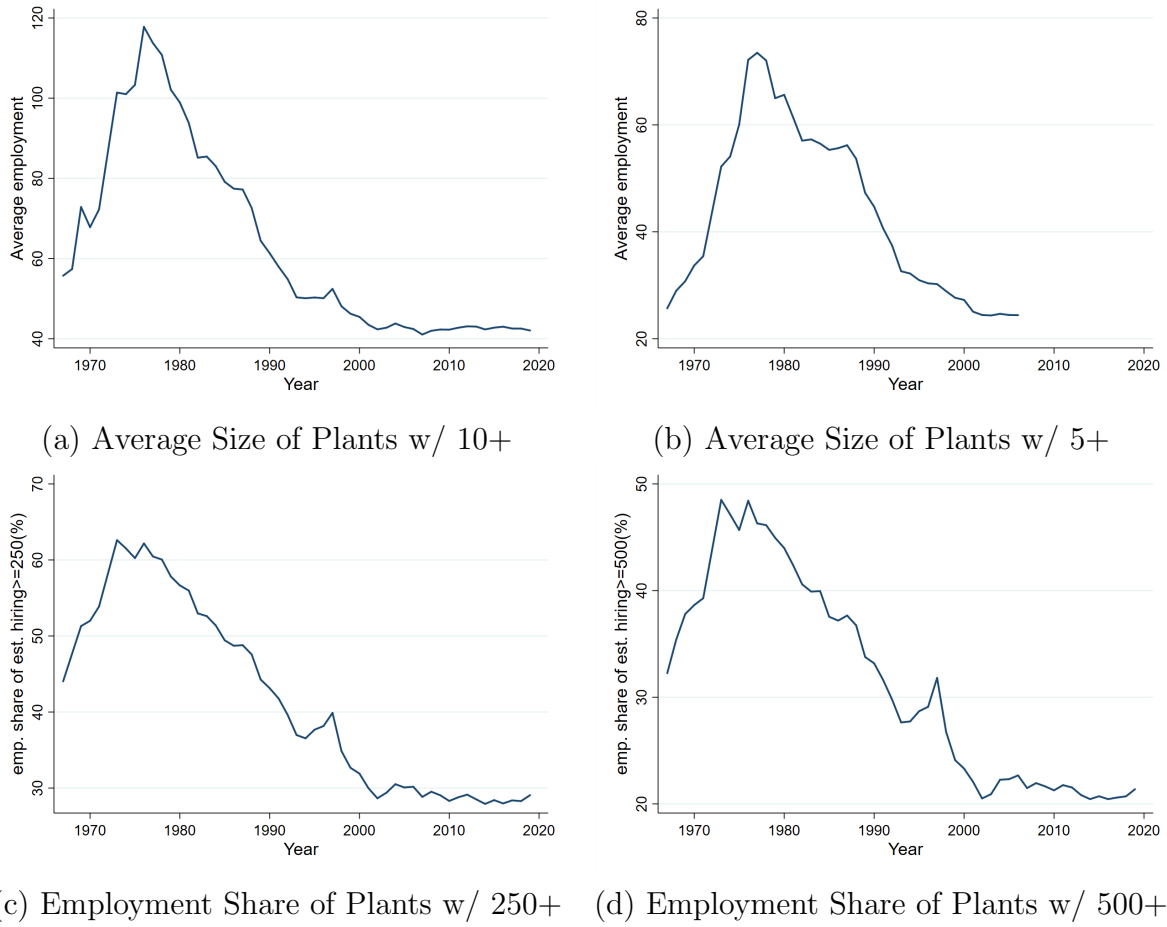 120
100
80
60
40
Average employment
1970 1980 1990 2000 2010 2020
Year
(a) Average Size of Plants w/ 10+
80
60
40
20
Average employment
1970 1980 1990 2000 2010 2020
Year
(b) Average Size of Plants w/ 5+
70
60
50
40
30
emp. share of est. hiring>=250(%)
1970 1980 1990 2000 2010 2020
Year
c) Employment Share of Plants w/ 250+
50
40
30
20
emp. share of est. hiring>=500(%)
1970 1980 1990 2000 2010 2020
Year
(d) Employment Share of Plants w/ 500+